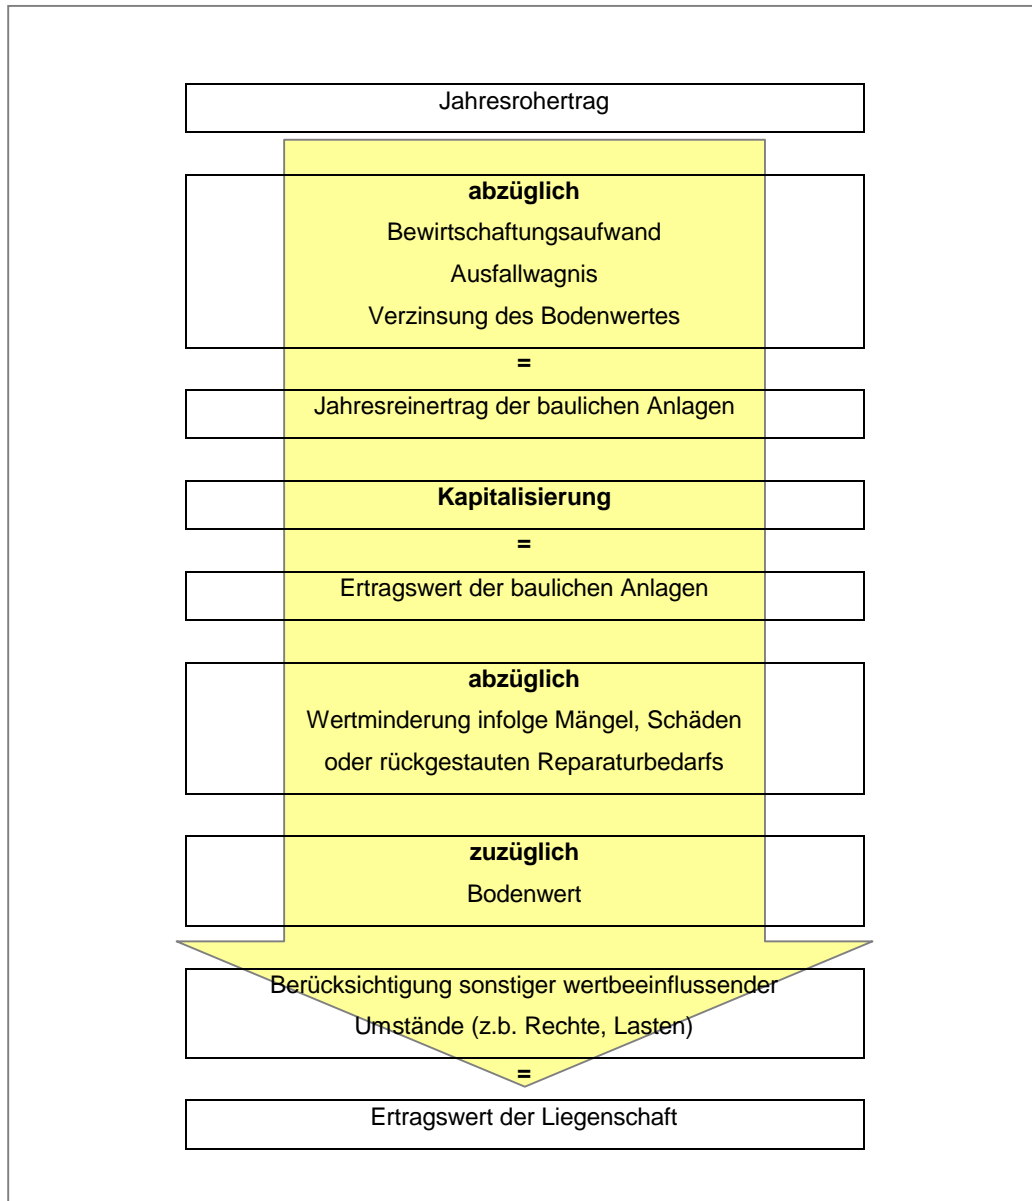 Jahresrohertrag
abzüglich
Bewirtschaftungsaufwand
Ausfallwagnis
Verzinsung des Bodenwertes
=
Jahresreinertrag der baulichen Anlagen
Kapitalisierung
=
Ertragswert der baulichen Anlagen
abzüglich
Wertminderung infolge Mängel, Schäden
oder rückgestauten Reparaturbedarfs
zuzüglich
Bodenwert
Berücksichtigung sonstiger wertbeeinflussender
Umstände (z.b. Rechte, Lasten)
=
Ertragswert der Liegenschaft